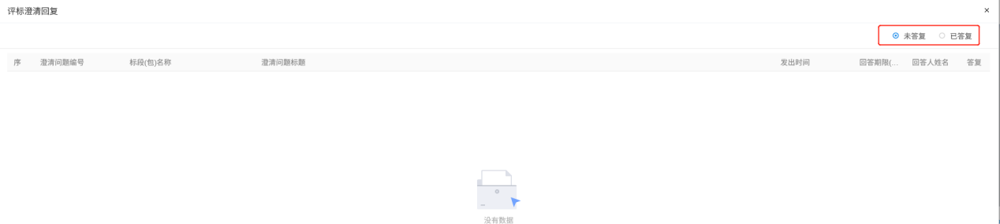 评标澄清回复
未答复 已答复
序 澄清问题编号 标段(包)名称 澄清问题标题 发出时间 回答期限(... 回答人姓名 答复
没有数据